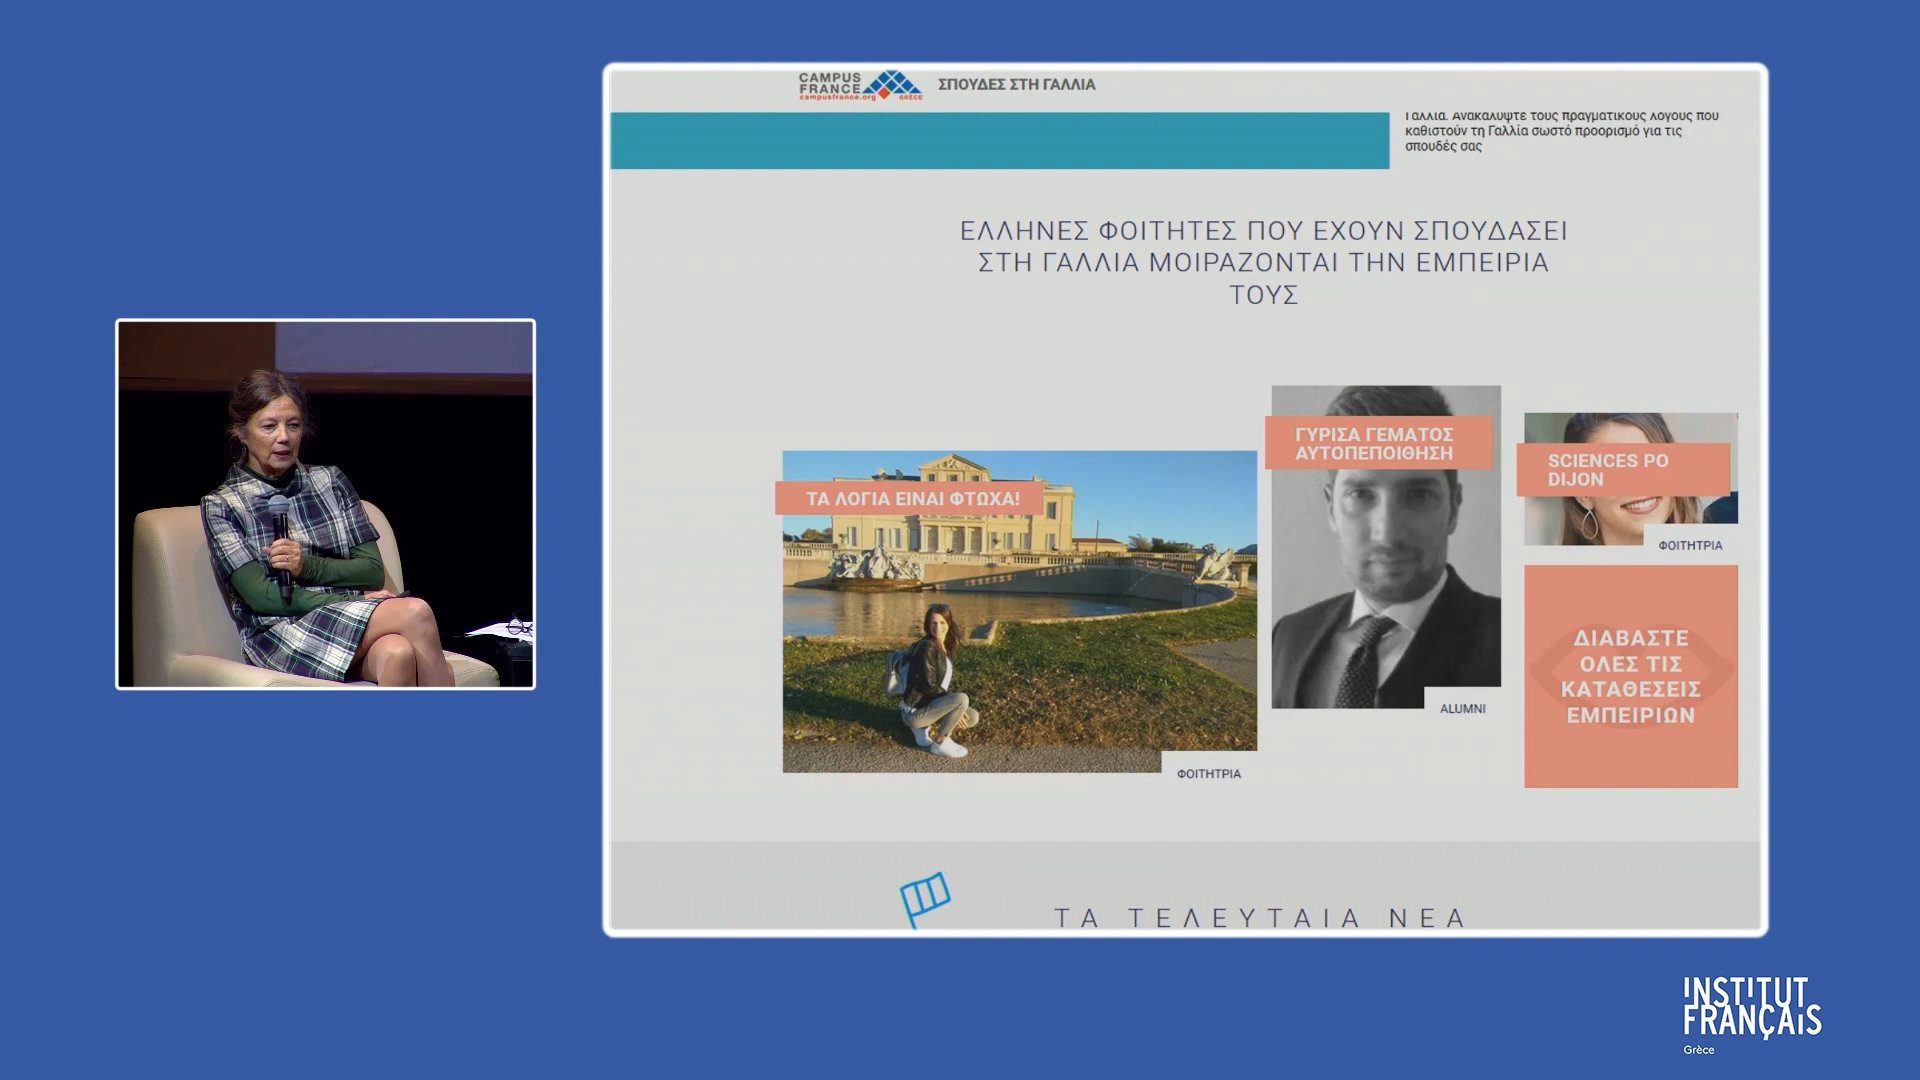 CAMPUS
FRANCE
campusfrance.org
GRÈCE
ΣΠΟΥΔΕΣ ΣΤΗ ΓΑΛΛΙΑ
Γαλλία. Ανακαλύψτε τους πραγματικούς λόγους που
καθιστούν τη Γαλλία σωστό προορισμό για τις
σπουδές σας
ΕΛΛΗΝΕΣ ΦΟΙΤΗΤΕΣ ΠΟΥ ΕΧΟΥΝ ΣΠΟΥΔΑΣΕΙ
ΣΤΗ ΓΑΛΛΙΑ ΜΟΙΡΑΖΟΝΤΑΙ ΤΗΝ ΕΜΠΕΙΡΙΑ
ΤΟΥΣ
ΤΑ ΛΟΓΙΑ ΕΙΝΑΙ ΦΤΩΧΑ!
ΦΟΙΤΗΤΡΙΑ
ΓΥΡΙΣΑ ΓΕΜΑΤΟΣ
ΑΥΤΟΠΕΠΟΙΘΗΣΗ
ALUMNI
SCIENCES PO
DIJON
ΦΟΙΤΗΤΡΙΑ
ΔΙΑΒΑΣΤΕ
ΟΛΕΣ ΤΙΣ
ΚΑΤΑΘΕΣΕΙΣ
ΕΜΠΕΙΡΙΩΝ
ΤΑ ΤΕΛΕΥΤΑΙΑ ΝΕΑ
INSTITUT
FRANÇAIS
Grèce